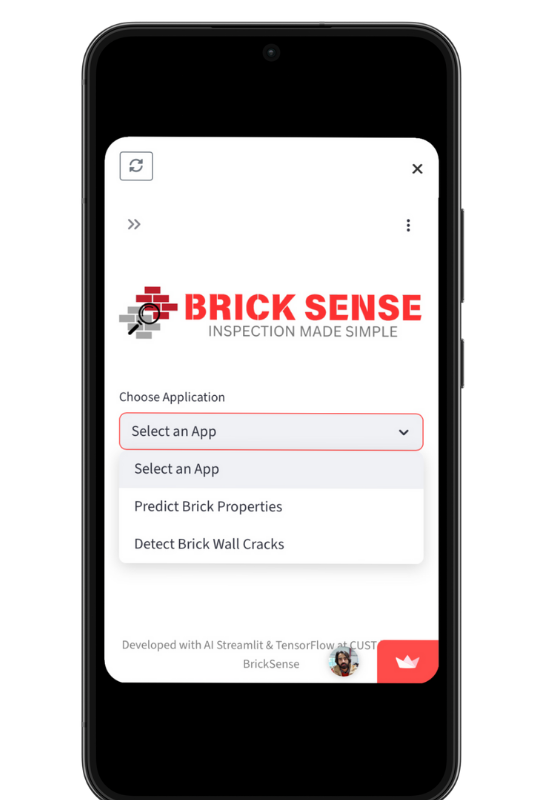 BRICK SENSE
INSPECTION MADE SIMPLE
Choose Application
Select an App
Select an App
Predict Brick Properties
Detect Brick Wall Cracks
Developed with AI Streamlit & TensorFlow at CUST
BrickSense